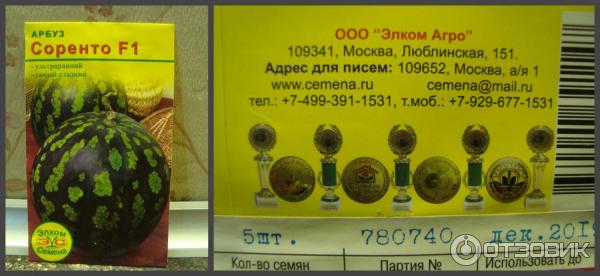 АРБУЗ
Соренто F1
-ультраранний
-самый сладкий
Элком
Семена
ООО "Элком Агро"
109341, Москва, Люблинская, 151.
Адрес для писем: 109652, Москва, а/я 1
www.cemena.ru cemena@mail.ru
тел.: +7-499-391-1531, т.моб.: +7-929-677-1531
5шт. 780740 дек.2019
Кол-во семян Партия № Использовать до
ОТЗОВИК